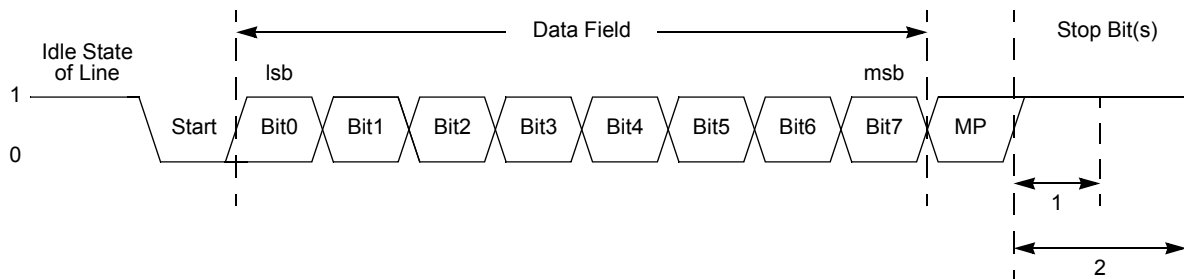 Data Field
Stop Bit(s)
Idle State
of Line
lsb
msb
1
Start
Bit0
Bit1
Bit2
Bit3
Bit4
Bit5
Bit6
Bit7
MP
0
1
2